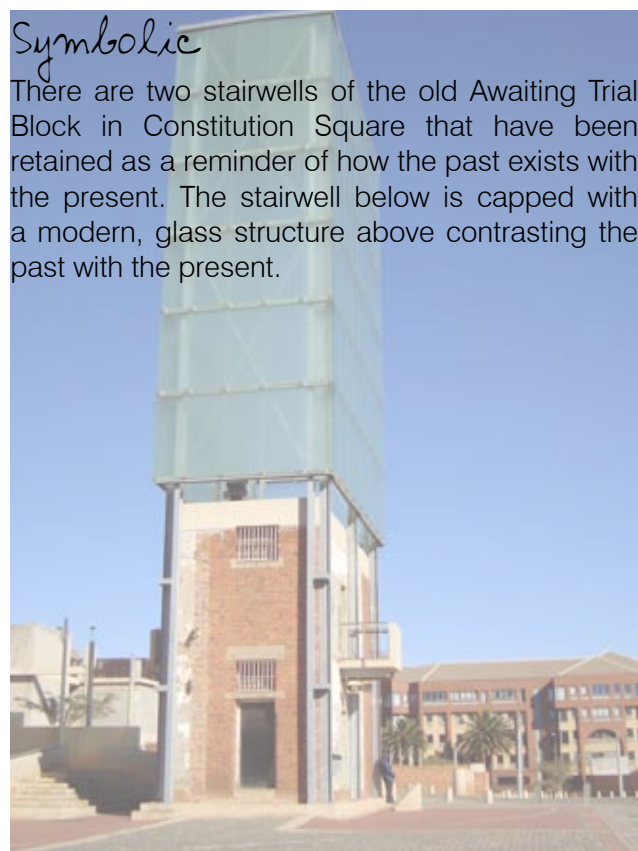 Symbolic
There are two stairwells of the old Awaiting Trial
Block in Constitution Square that have been
retained as a reminder of how the past exists with
the present. The stairwell below is capped with
a modern, glass structure above contrasting the
past with the present.